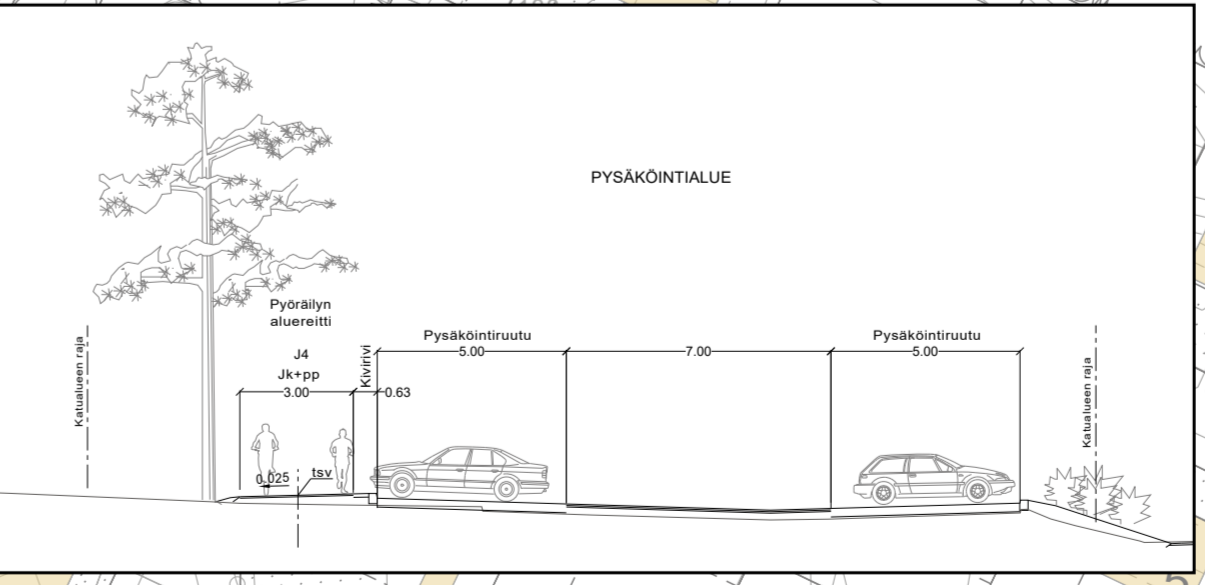 PYSÄKÖINTIALUE
Pyöräilyn
aluereitti
J4
Jk+pp
3.00
Kivirivi
0.63
Pysäköintiruutu
5.00
7.00
Pysäköintiruutu
5.00
Katualueen raja
Katualueen raja
0.025
tsv
5